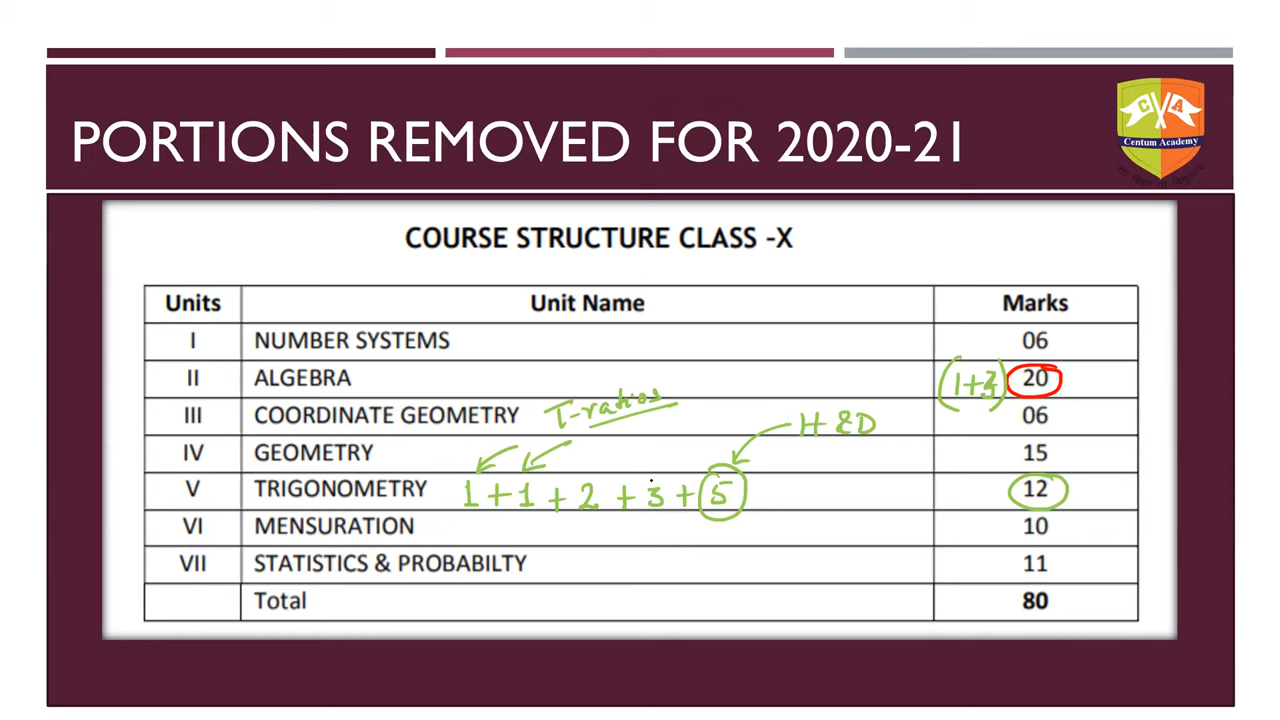 PORTIONS REMOVED FOR 2020-21
C A
Centum Academy
COURSE STRUCTURE CLASS -X
Units Unit Name Marks
I NUMBER SYSTEMS 06
II ALGEBRA 20
III COORDINATE GEOMETRY T-ratios 06
H &D
IV GEOMETRY 15
V TRIGONOMETRY 1+1+2+3+5 12
VI MENSURATION 10
VII STATISTICS & PROBABILTY 11
Total 80